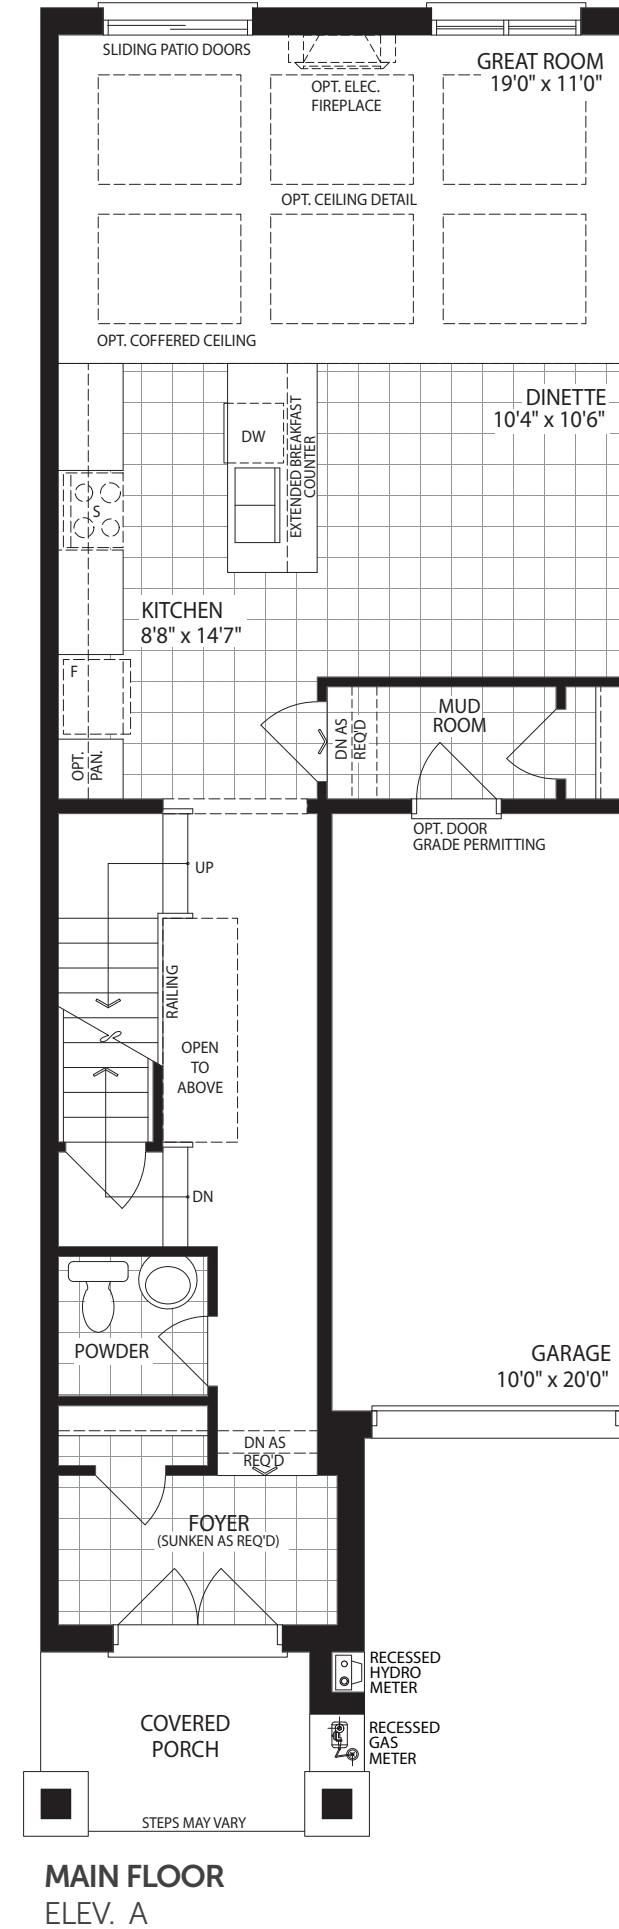 SLIDING PATIO DOORS
OPT. ELEC.
FIREPLACE
GREAT ROOM
19'0" x 11'0"
OPT. CEILING DETAIL
OPT. COFFERED CEILING
DINETTE
10'4" x 10'6"
DW
EXTENDED BREAKFAST
COUNTER
S
KITCHEN
8'8" x 14'7"
F
OPT.
PAN.
DN AS
REQ'D
MUD
ROOM
OPT. DOOR
GRADE PERMITTING
UP
RAILING
OPEN
TO
ABOVE
DN
POWDER
GARAGE
10'0" x 20'0"
DN AS
REQ'D
FOYER
(SUNKEN AS REQ'D)
RECESSED
HYDRO
METER
COVERED
PORCH
RECESSED
GAS
METER
STEPS MAY VARY
MAIN FLOOR
ELEV. A